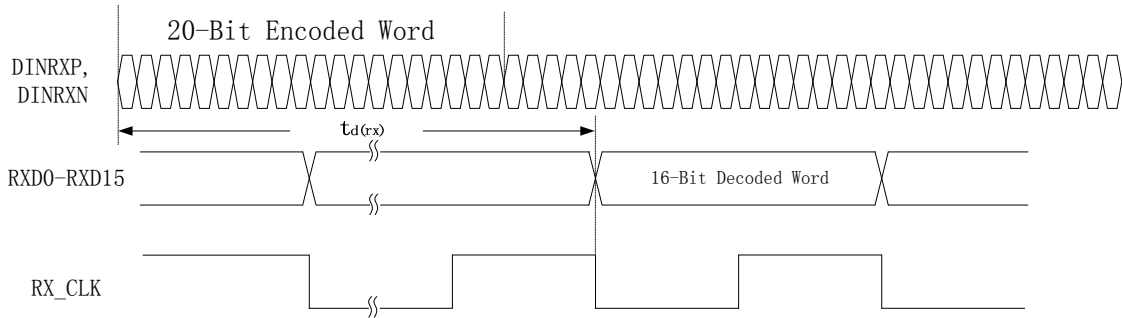 20-Bit Encoded Word
DINRXP,
DINRXN
td(rx)
RXD0-RXD15
16-Bit Decoded Word
RX_CLK